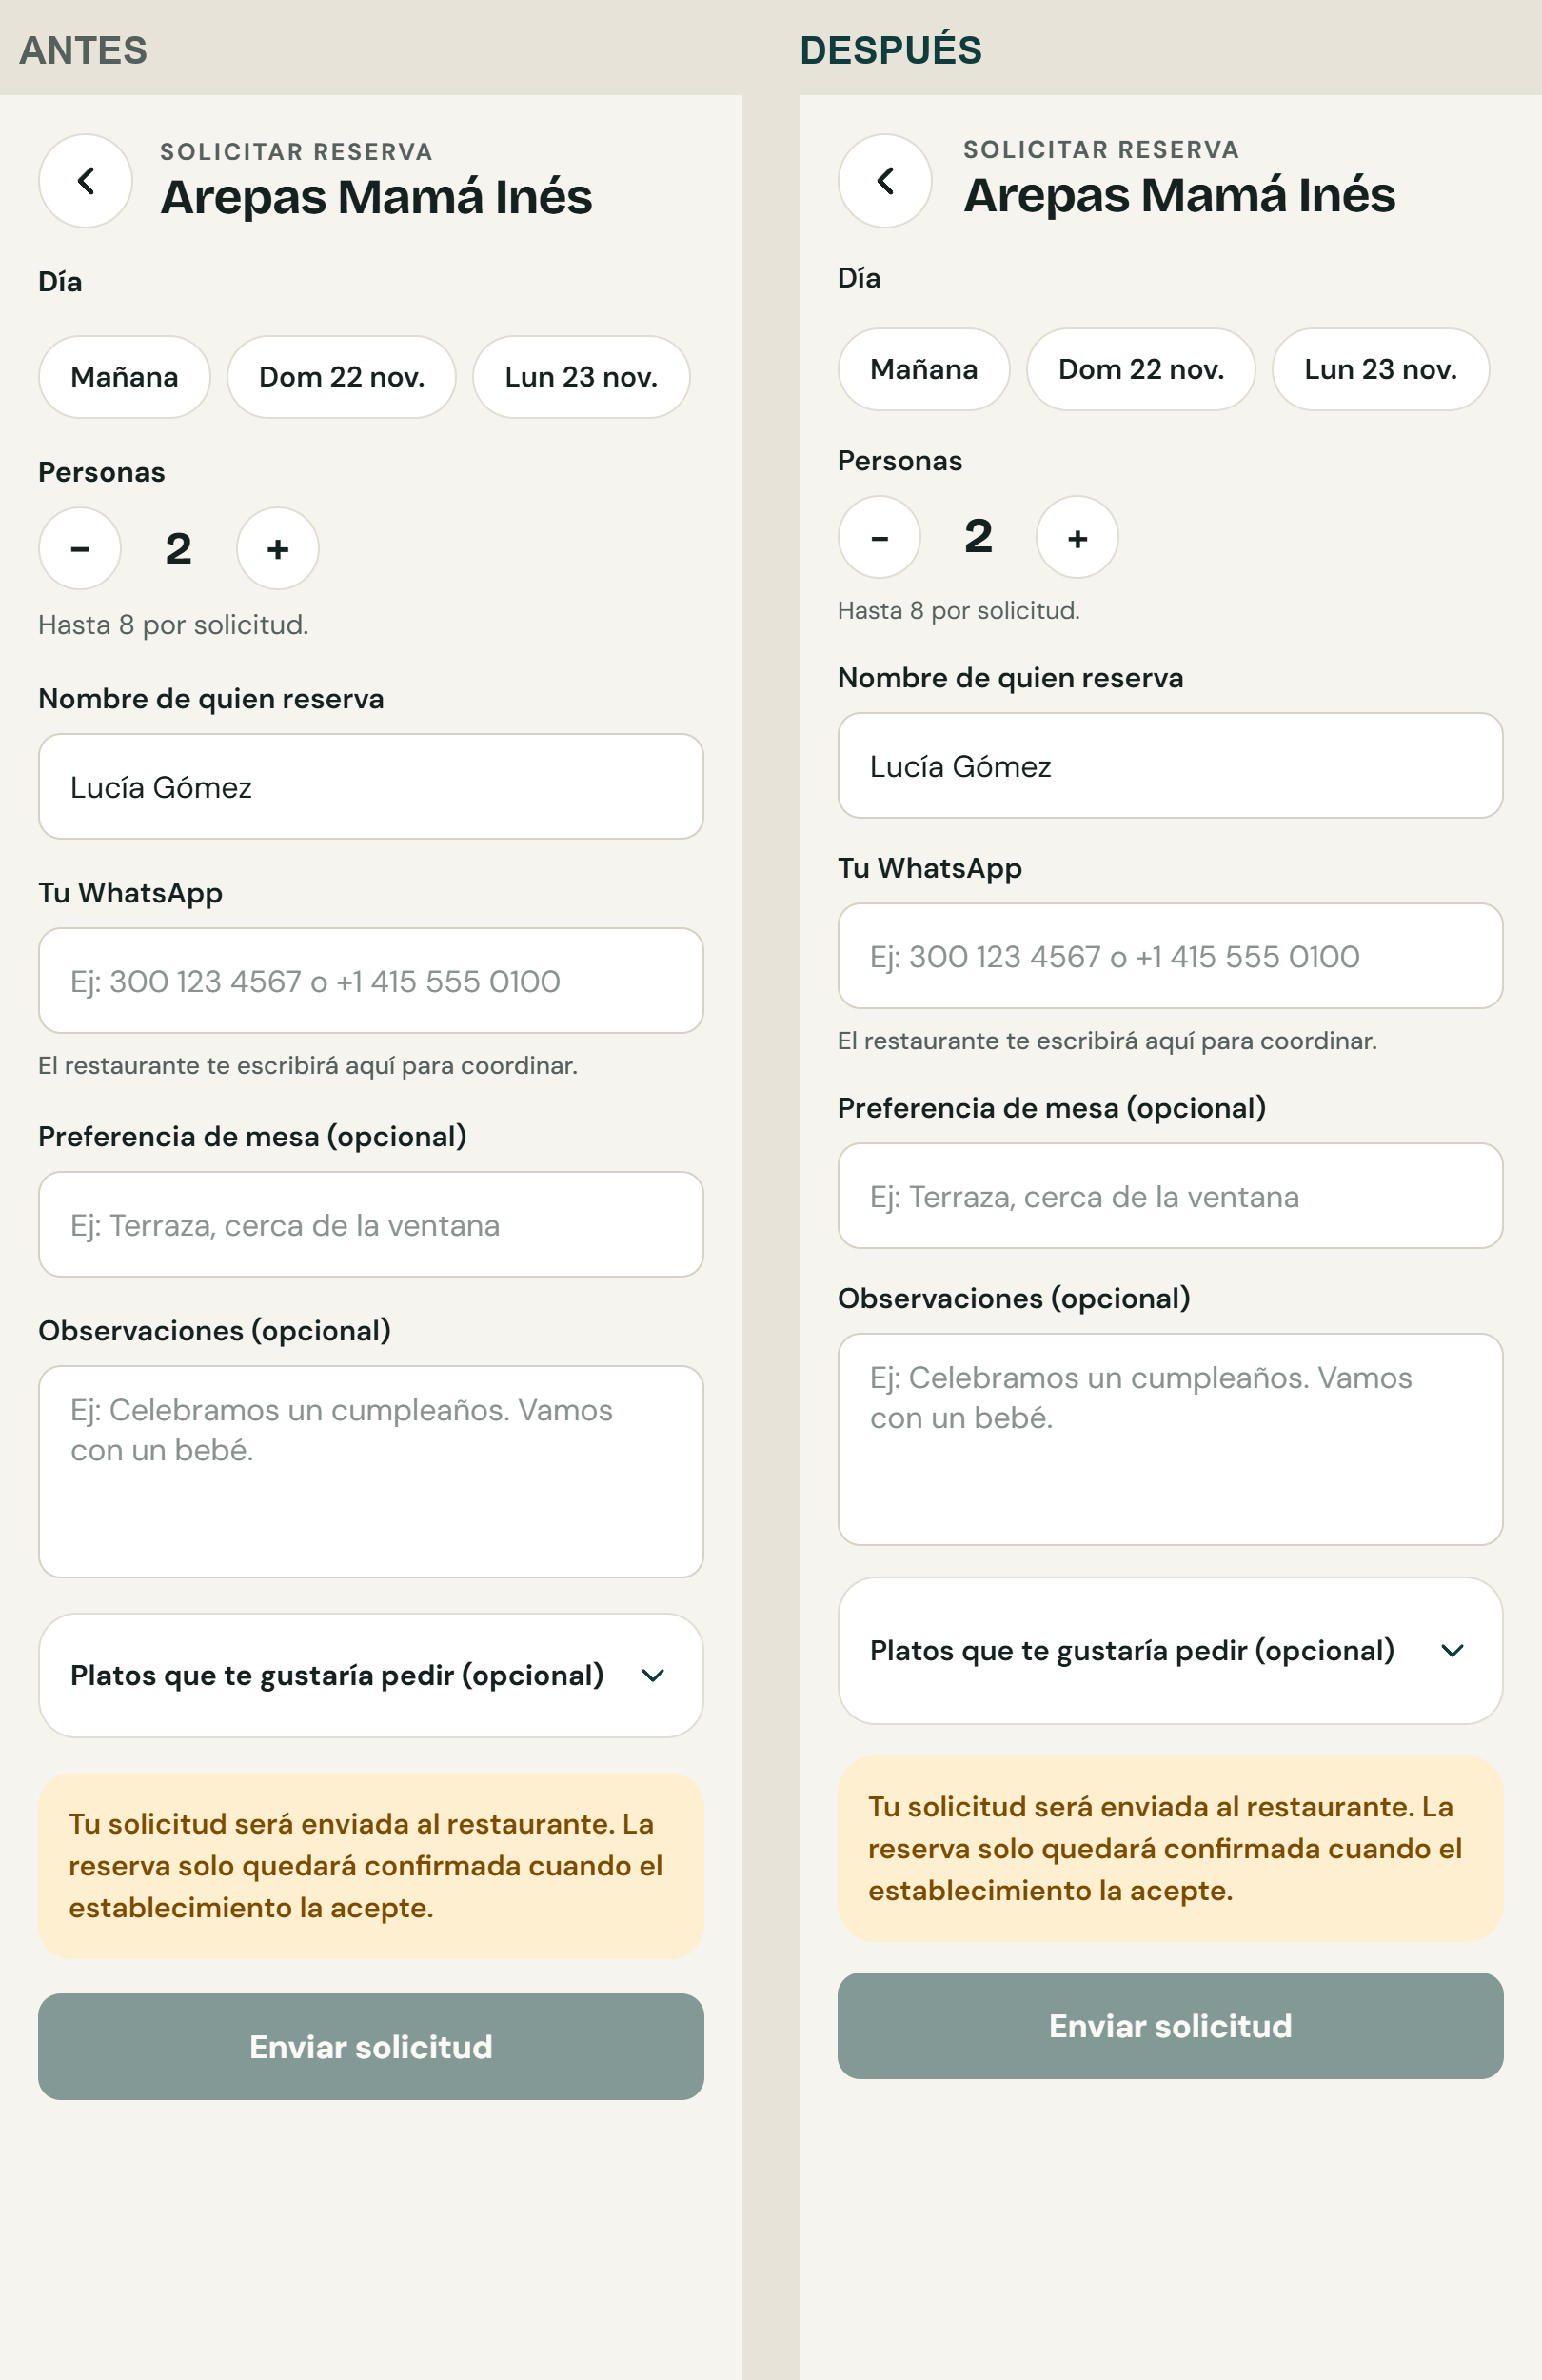 ANTES
SOLICITAR RESERVA
Arepas Mamá Inés
Día
Mañana
Dom 22 nov.
Lun 23 nov.
Personas
-
2
+
Hasta 8 por solicitud.
Nombre de quien reserva
Lucía Gómez
Tu WhatsApp
Ej: 300 123 4567 o +1 415 555 0100
El restaurante te escribirá aquí para coordinar.
Preferencia de mesa (opcional)
Ej: Terraza, cerca de la ventana
Observaciones (opcional)
Ej: Celebramos un cumpleaños. Vamos
con un bebé.
Platos que te gustaría pedir (opcional)
Tu solicitud será enviada al restaurante. La
reserva solo quedará confirmada cuando el
establecimiento la acepte.
Enviar solicitud
DESPUÉS
SOLICITAR RESERVA
Arepas Mamá Inés
Día
Mañana
Dom 22 nov.
Lun 23 nov.
Personas
-
2
+
Hasta 8 por solicitud.
Nombre de quien reserva
Lucía Gómez
Tu WhatsApp
Ej: 300 123 4567 o +1 415 555 0100
El restaurante te escribirá aquí para coordinar.
Preferencia de mesa (opcional)
Ej: Terraza, cerca de la ventana
Observaciones (opcional)
Ej: Celebramos un cumpleaños. Vamos
con un bebé.
Platos que te gustaría pedir (opcional)
Tu solicitud será enviada al restaurante. La
reserva solo quedará confirmada cuando el
establecimiento la acepte.
Enviar solicitud